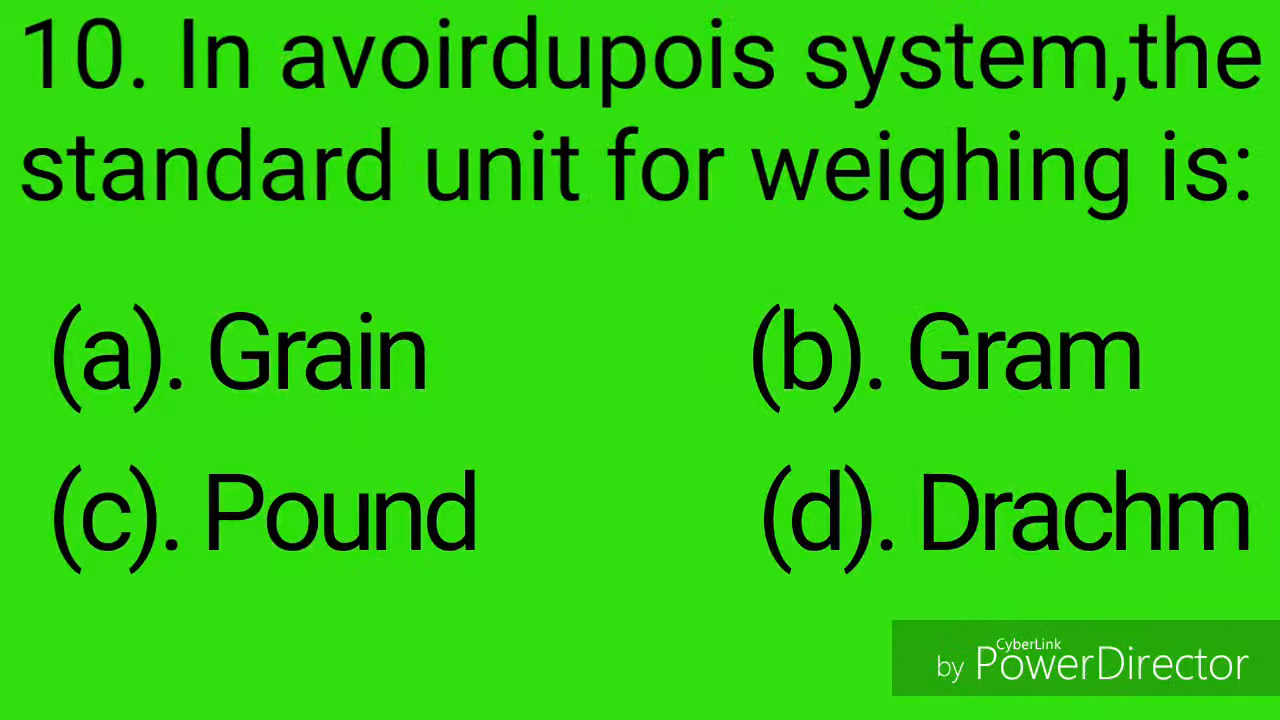 10. In avoirdupois system,the
standard unit for weighing is:
(a). Grain (b). Gram
(c). Pound (d). Drachm
CyberLink
by PowerDirector